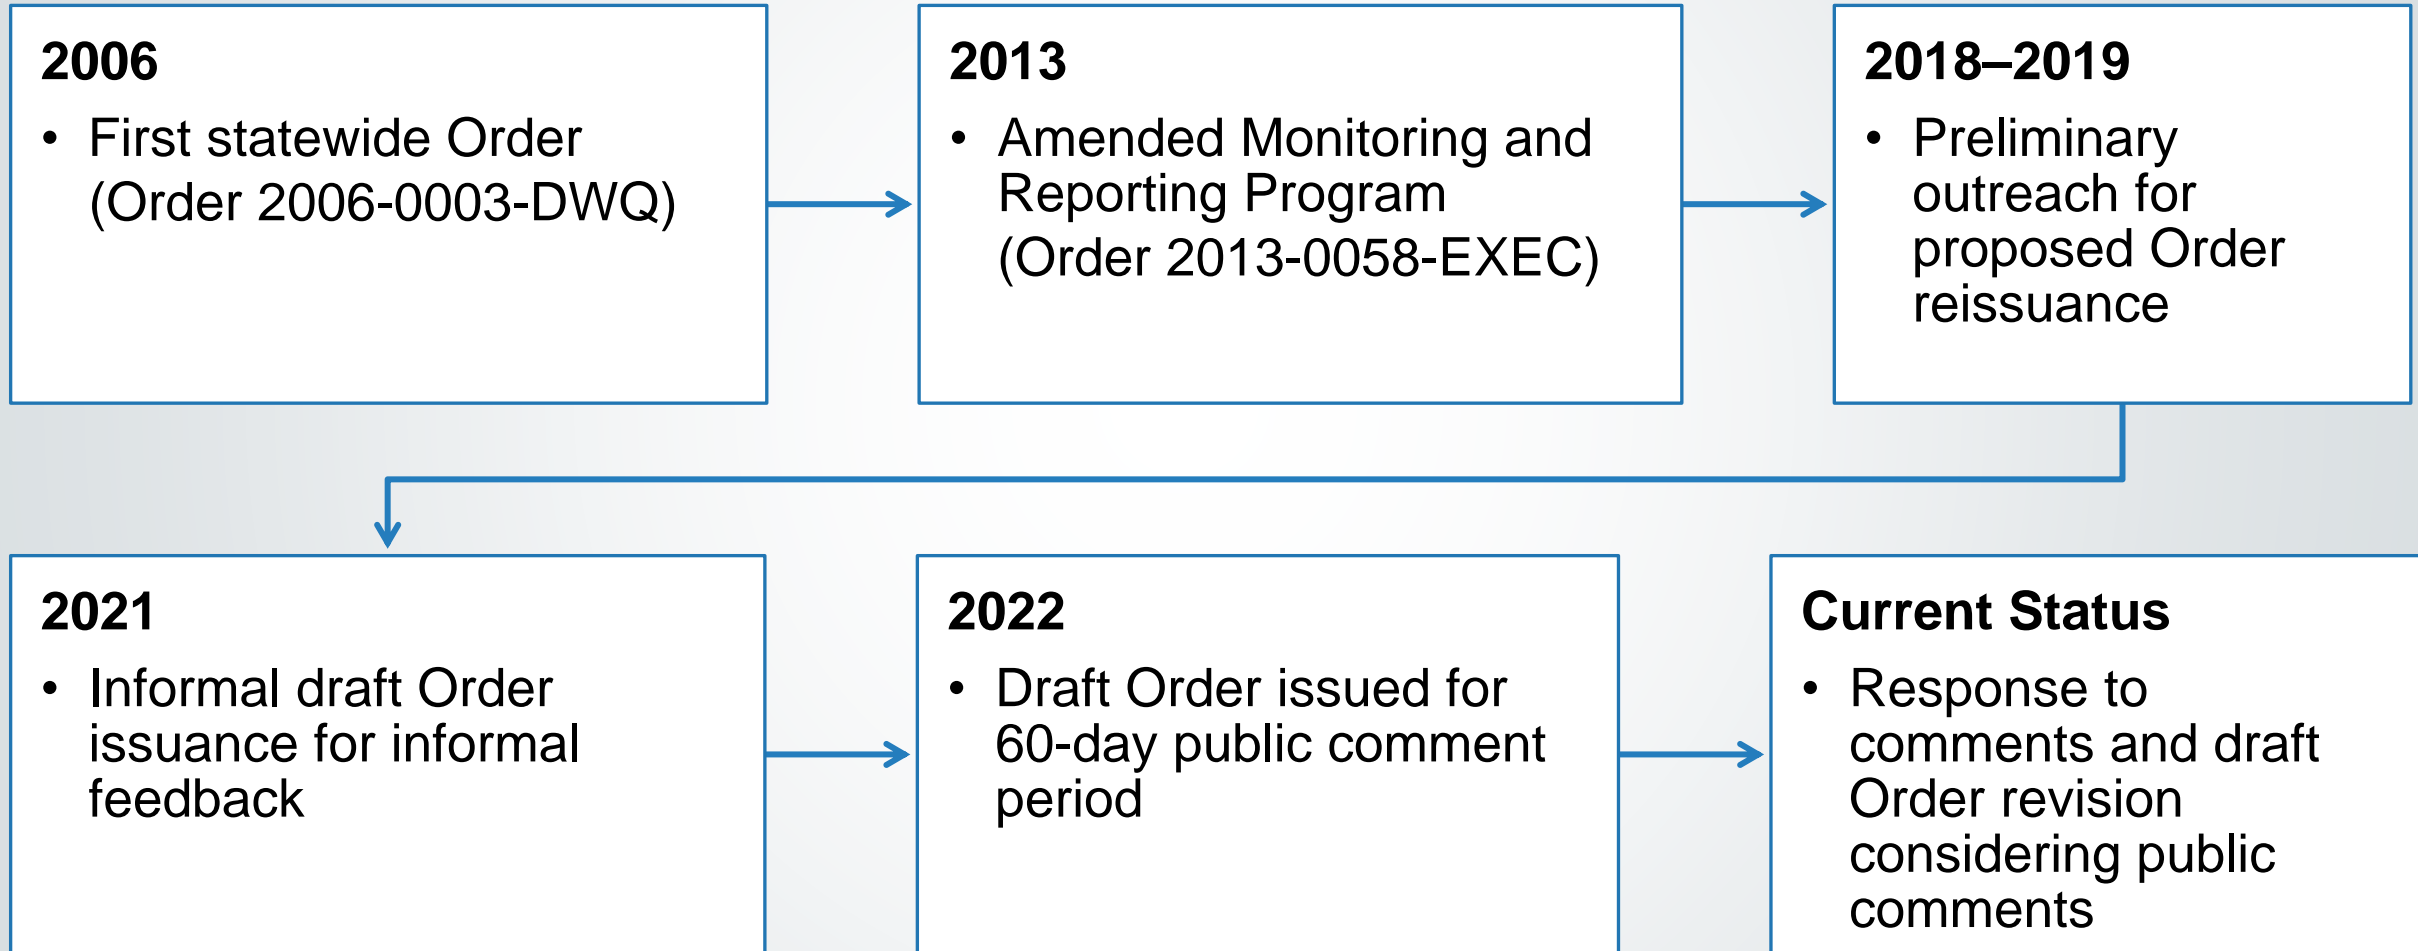 2006
• First statewide Order
(Order 2006-0003-DWQ)
2013
• Amended Monitoring and
Reporting Program
(Order 2013-0058-EXEC)
2018–2019
• Preliminary
outreach for
proposed Order
reissuance
2021
• Informal draft Order
issuance for informal
feedback
2022
• Draft Order issued for
60-day public comment
period
Current Status
• Response to
comments and draft
Order revision
considering public
comments